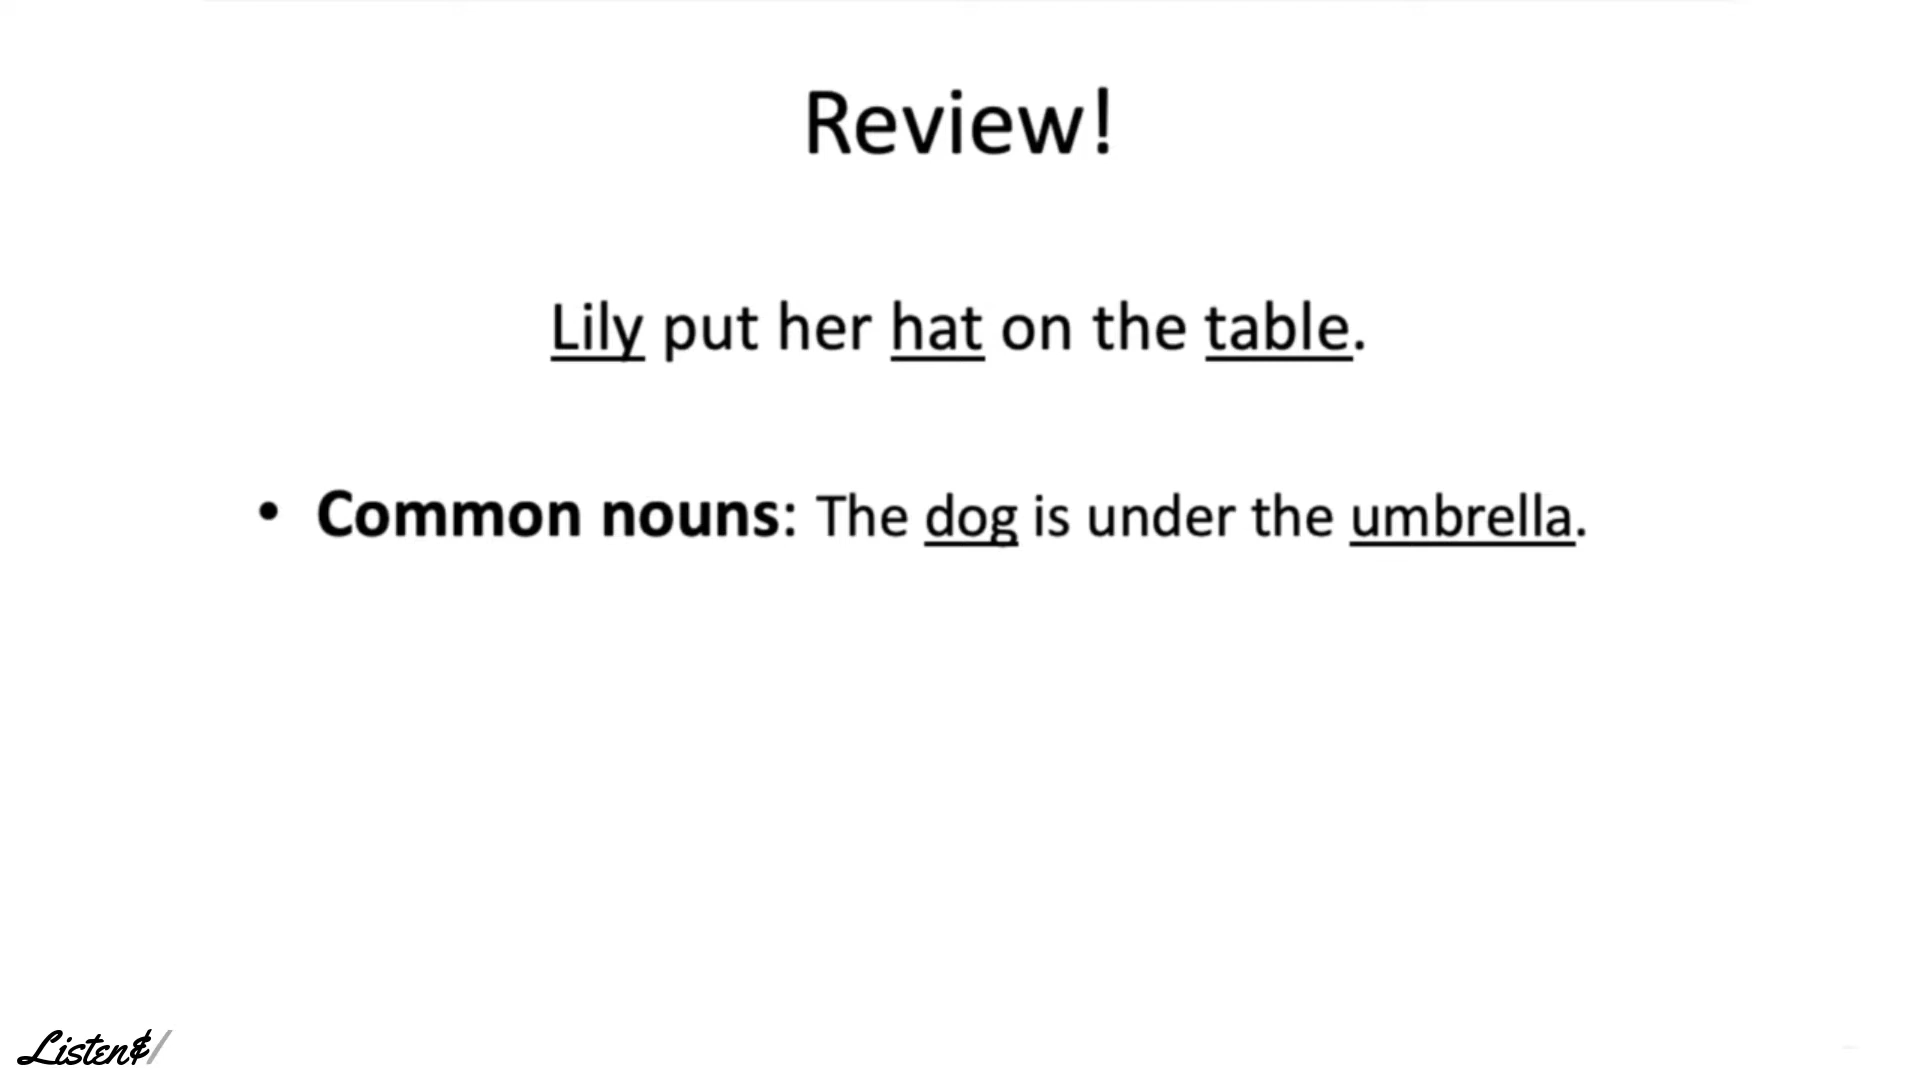 Review!
Lily put her hat on the table.
• Common nouns: The dog is under the umbrella.
Listen&